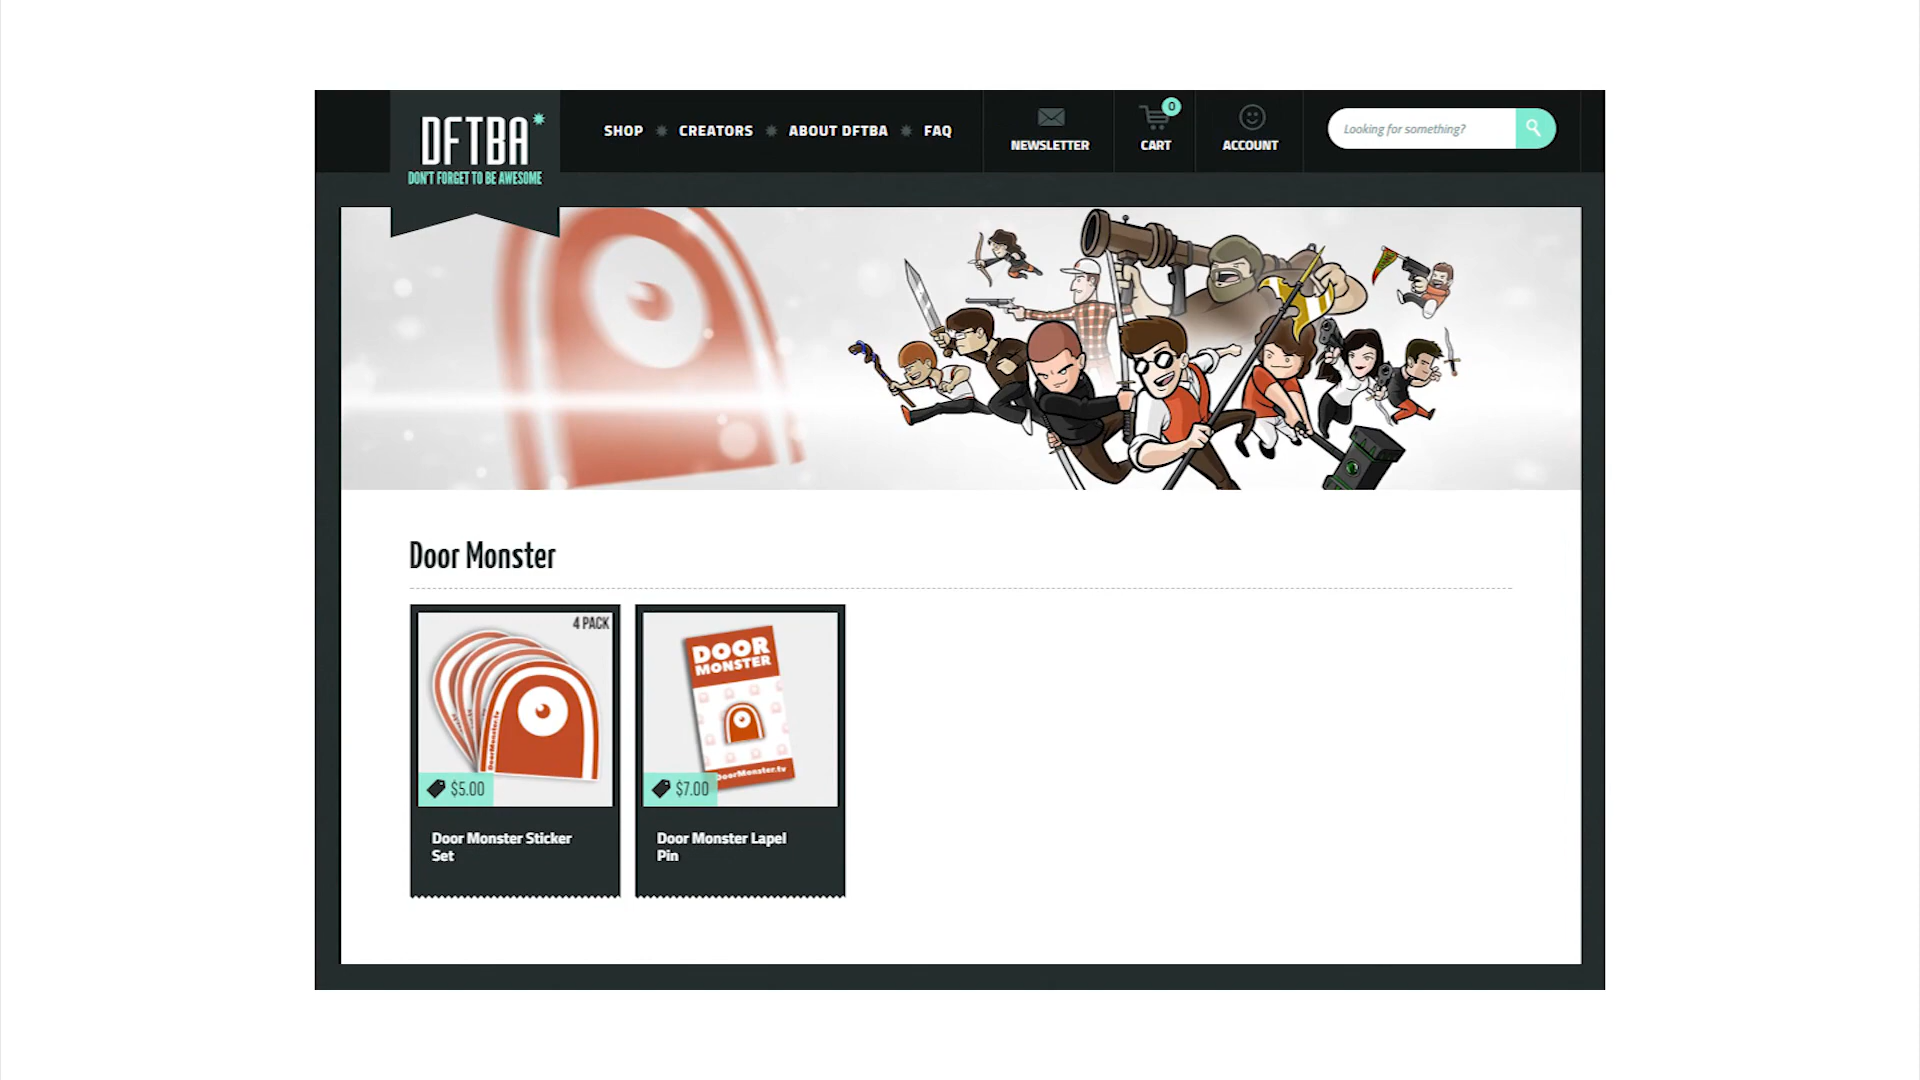 DFTBA
DON'T FORGET TO BE AWESOME
SHOP
CREATORS
ABOUT DFTBA
FAQ
NEWSLETTER
0
CART
ACCOUNT
Looking for something?
Door Monster
4 PACK
DoorMonster.tv
$5.00
Door Monster Sticker
Set
DOOR
MONSTER
DoorMonster.tv
$7.00
Door Monster Lapel
Pin